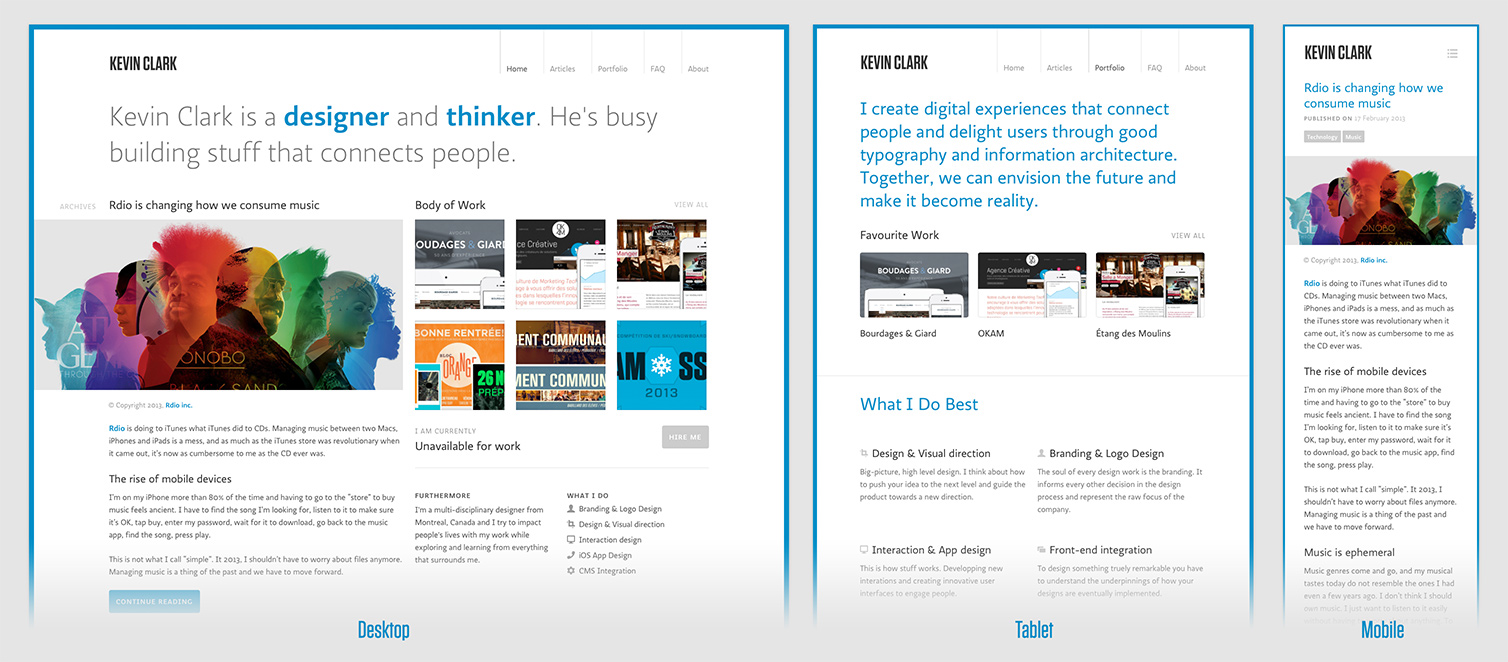 KEVIN CLARK
Home Articles Portfolio FAQ About
Kevin Clark is a designer and thinker. He's busy
building stuff that connects people.
ARCHIVES
Rdio is changing how we consume music
ONOBO
BLACK SANDS
© Copyright 2013, Rdio inc.
Rdio is doing to iTunes what iTunes did to CDs. Managing music between two Macs,
iPhones and iPads is a mess, and as much as the iTunes store was revolutionary when
it came out, it's now as cumbersome to me as the CD ever was.
The rise of mobile devices
I'm on my iPhone more than 80% of the time and having to go to the "store" to buy
music feels ancient. I have to find the song I'm looking for, listen to it to make sure
it's OK, tap buy, enter my password, wait for it to download, go back to the music
app, find the song, press play.
This is not what I call "simple". It 2013, I shouldn't have to worry about files anymore.
Managing music is a thing of the past and we have to move forward.
CONTINUE READING
Body of Work
VIEW ALL
OUDAGES & GIARD
ce Créative
Manger
BONNE RENTRÉE!
BLOG
ORANGE
26 N
PRÉP
ENT COMMUNAU
MENT COMMUN
COMPÉTITION DE SNOWBOARD
AM SS
2013
I AM CURRENTLY
Unavailable for work
HIRE ME
FURTHERMORE
I'm a multi-disciplinary designer from
Montreal, Canada and I try to impact
people's lives with my work while
exploring and learning from everything
that surrounds me.
WHAT I DO
Branding & Logo Design
Design & Visual direction
Interaction design
iOS App Design
CMS Integration
Desktop
KEVIN CLARK
Home Articles Portfolio FAQ About
I create digital experiences that connect
people and delight users through good
typography and information architecture.
Together, we can envision the future and
make it become reality.
Favourite Work
VIEW ALL
BOUDAGES & GIARD
Agence Créative
Manger
Bourdages & Giard
OKAM
Étang des Moulins
What I Do Best
Design & Visual direction
Big-picture, high level design. I think about how
to push your idea to the next level and guide the
product towards a new direction.
Branding & Logo Design
The soul of every design work is the branding. It
informs every other decision in the design
process and represent the raw focus of the
company.
Interaction & App design
This is how stuff works. Developping new
interations and creating innovative user
interfaces to engage people.
Front-end integration
To design something truely remarkable you have
to understand the underpinnings of how your
designs are eventually implemented.
Tablet
KEVIN CLARK
Rdio is changing how we
consume music
PUBLISHED ON 17 February 2013
Technology Music
ONOBO
© Copyright 2013, Rdio inc.
Rdio is doing to iTunes what iTunes did to
CDs. Managing music between two Macs,
iPhones and iPads is a mess, and as much as
the iTunes store was revolutionary when it
came out, it's now as cumbersome to me as
the CD ever was.
The rise of mobile devices
I'm on my iPhone more than 80% of the
time and having to go to the "store" to buy
music feels ancient. I have to find the song
I'm looking for, listen to it to make sure it's
OK, tap buy, enter my password, wait for it
to download, go back to the music app, find
the song, press play.
This is not what I call "simple". It 2013, I
shouldn't have to worry about files anymore.
Managing music is a thing of the past and
we have to move forward.
Music is ephemeral
Music genres come and go, and my musical
tastes today do not resemble the ones I had
even a few years ago. I don't think I should
own music. I just want to listen to it easily
Mobile